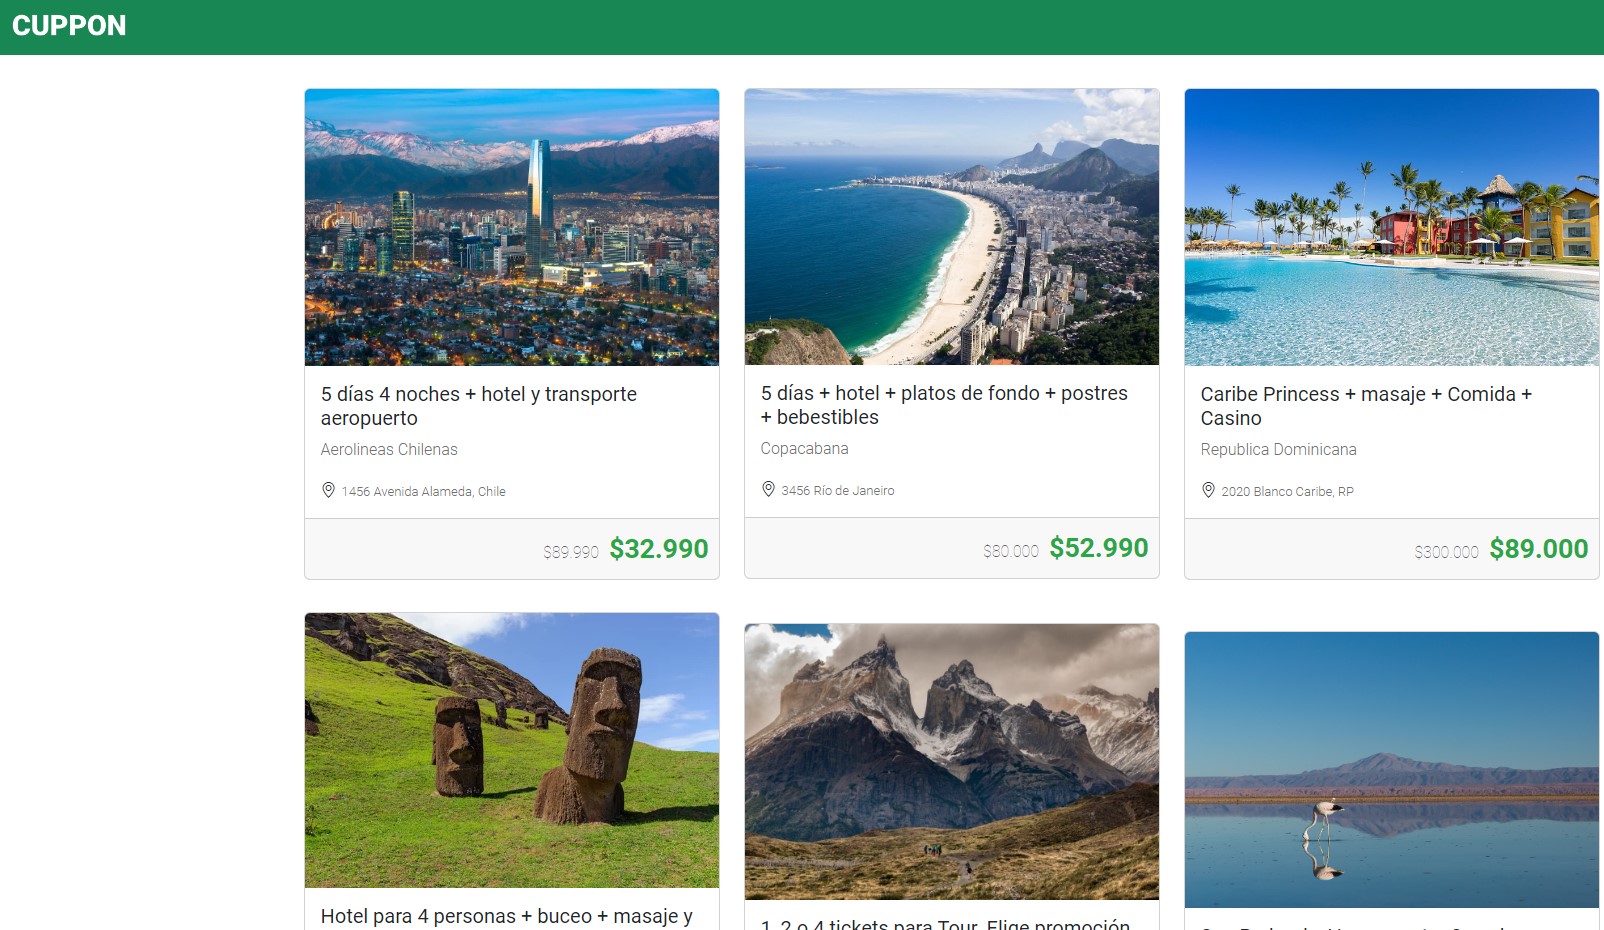 CUPPON
5 días 4 noches + hotel y transporte
aeropuerto
Aerolineas Chilenas
1456 Avenida Alameda, Chile
$89.990 $32.990
5 días + hotel + platos de fondo + postres
+ bebestibles
Copacabana
3456 Río de Janeiro
$80.000 $52.990
Caribe Princess + masaje + Comida +
Casino
Republica Dominicana
2020 Blanco Caribe, RP
$300.000 $89.000
Hotel para 4 personas + buceo + masaje y
1, 2 o 4 tickets para Tour. Elige promoción